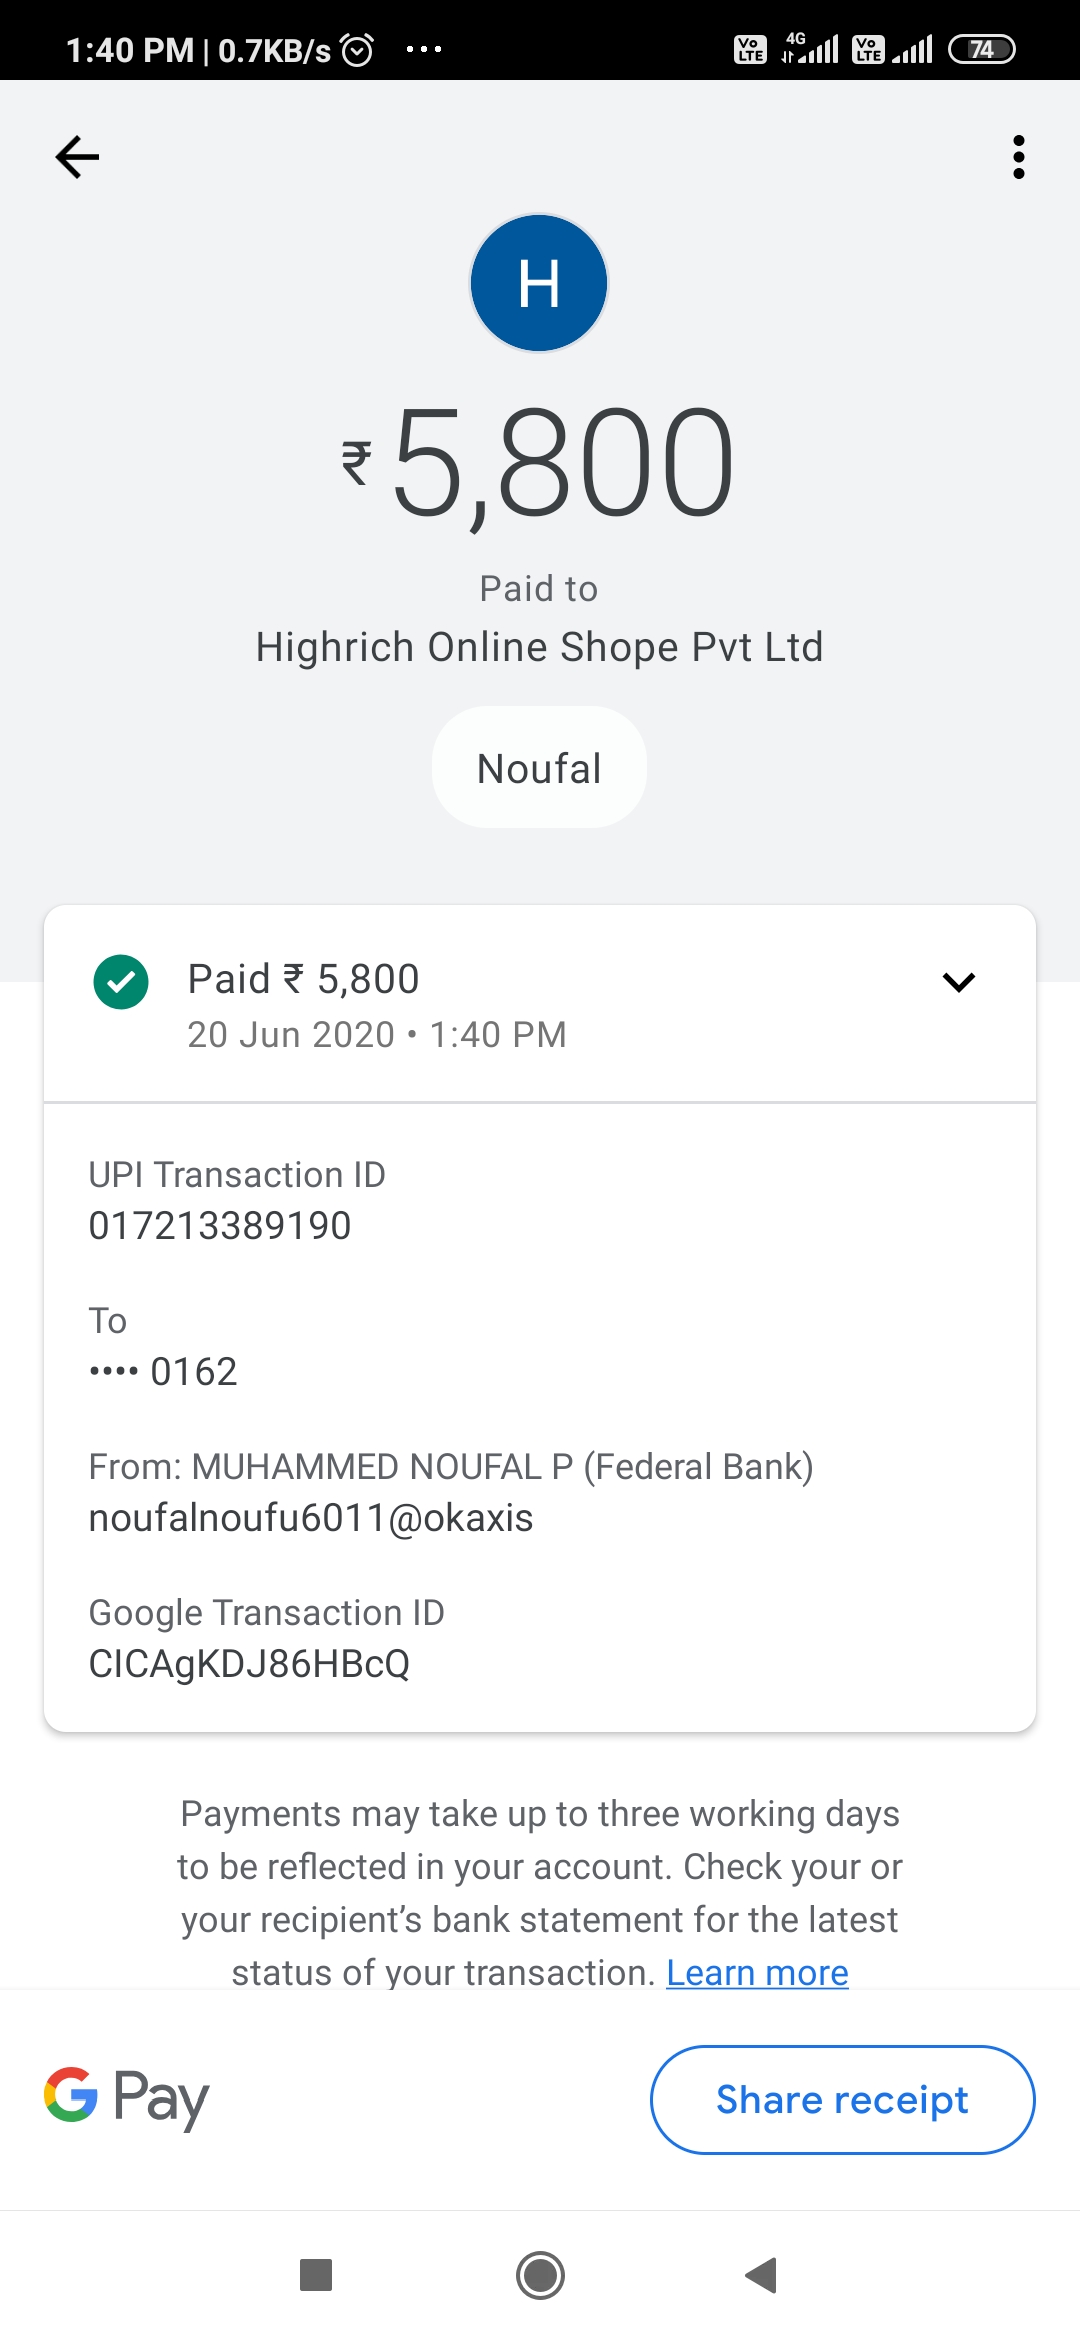 1:40 PM | 0.7KB/s ...
Vo LTE 4G Vo LTE 74
H
₹5,800
Paid to
Highrich Online Shope Pvt Ltd
Noufal
Paid ₹ 5,800
20 Jun 2020 • 1:40 PM
UPI Transaction ID
017213389190
To
•••• 0162
From: MUHAMMED NOUFAL P (Federal Bank)
noufalnoufu6011@okaxis
Google Transaction ID
CICAgKDJ86HBcQ
Payments may take up to three working days
to be reflected in your account. Check your or
your recipient’s bank statement for the latest
status of your transaction. Learn more
G Pay
Share receipt